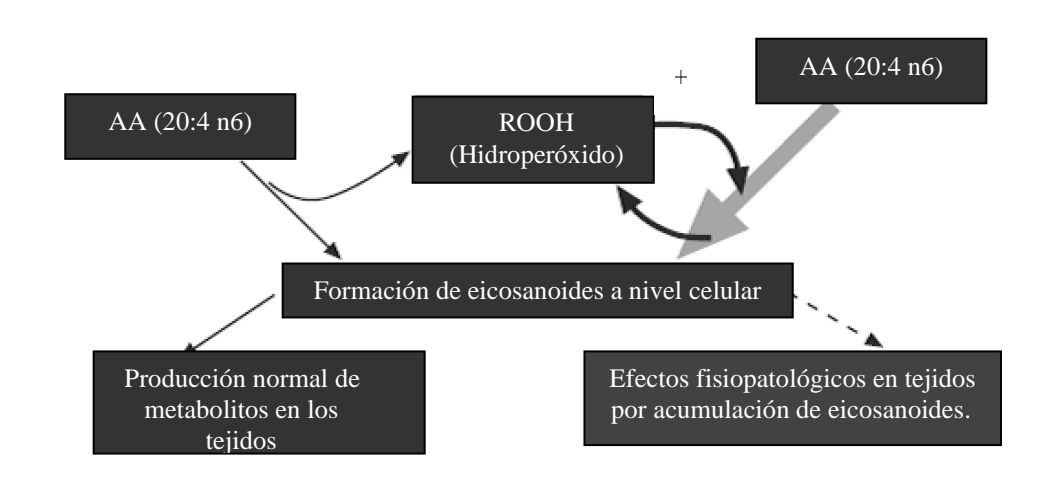 AA (20:4 n6)
+
AA (20:4 n6)
ROOH
(Hidroperóxido)
Formación de eicosanoides a nivel celular
Producción normal de
metabolitos en los
tejidos
Efectos fisiopatológicos en tejidos
por acumulación de eicosanoides.